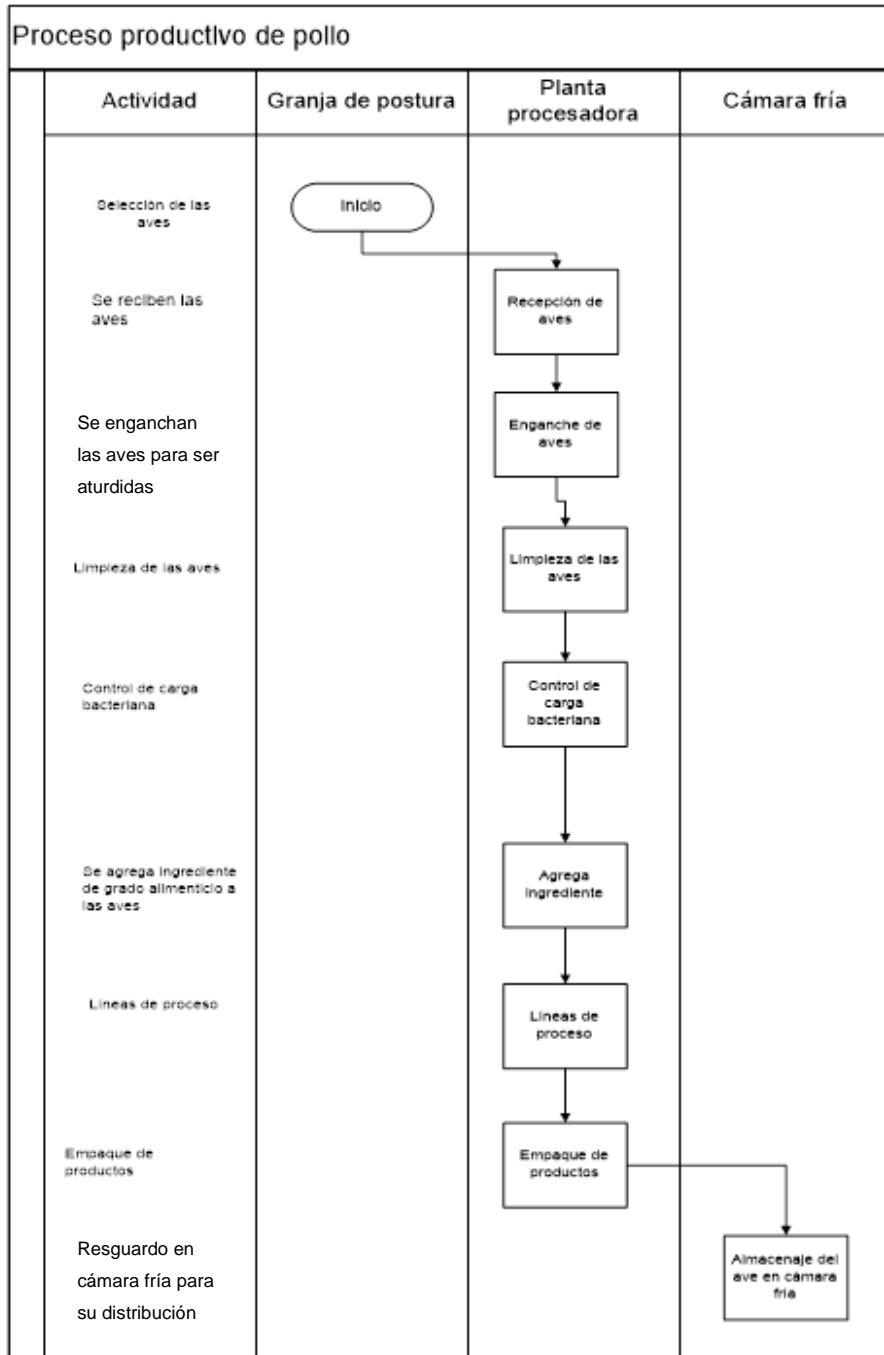 Proceso productivo de pollo
Actividad
Granja de postura
Planta
procesadora
Cámara fría
Selección de las
aves
Inicio
Se reciben las
aves
Recepción de
aves
Se enganchan
las aves para ser
aturdidas
Enganche de
aves
Limpieza de las aves
Limpieza de las
aves
Control de carga
bacteriana
Control de
carga
bacteriana
Se agrega ingrediente
de grado alimenticio a
las aves
Agrega
ingrediente
Líneas de proceso
Líneas de
proceso
Empaque de
productos
Empaque de
productos
Resguardo en
cámara fría para
su distribución
Almacenaje del
ave en cámara
fría